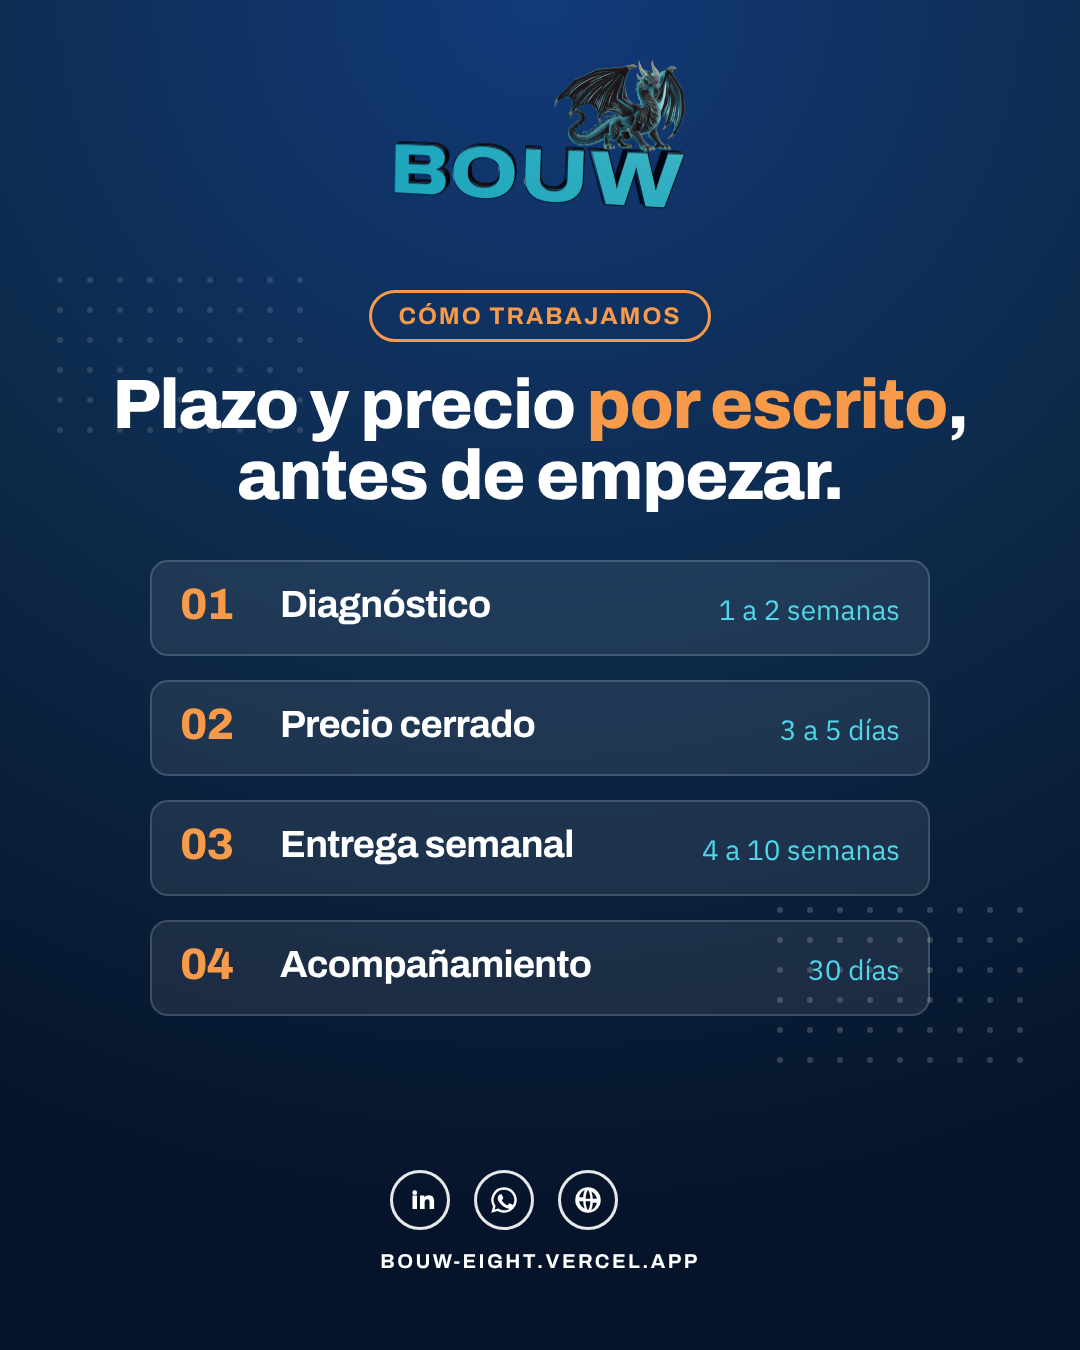 BOUW
CÓMO TRABAJAMOS
Plazo y precio por escrito,
antes de empezar.
01 Diagnóstico 1 a 2 semanas
02 Precio cerrado 3 a 5 días
03 Entrega semanal 4 a 10 semanas
04 Acompañamiento 30 días
in
BOUW-EIGHT.VERCEL.APP